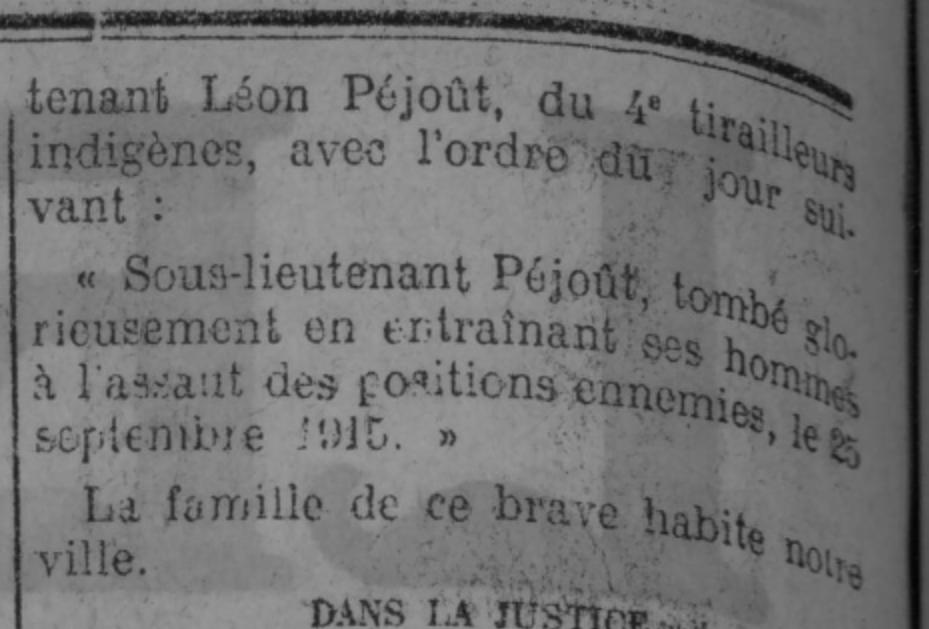 tenant Léon Péjoût, du 4e tirailleurs
indigènes, avec l'ordre du jour sui-
vant :
« Sous-lieutenant Péjoût, tombé glo-
rieusement en entraînant ses hommes
à l'assaut des positions ennemies, le 25
septembre 1915. »
La famille de ce brave habite notre
ville.
DANS LA JUSTICE